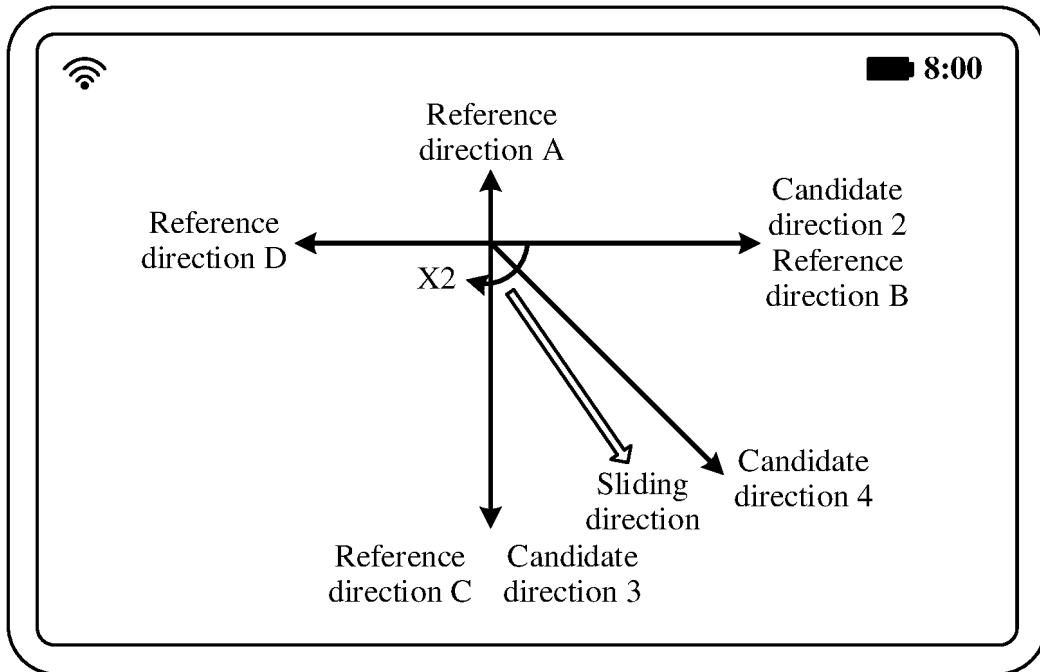 8:00
Reference
direction A
Reference
direction D
Candidate
direction 2
Reference
direction B
X2
Candidate
direction 4
Sliding
direction
Reference
direction C
Candidate
direction 3